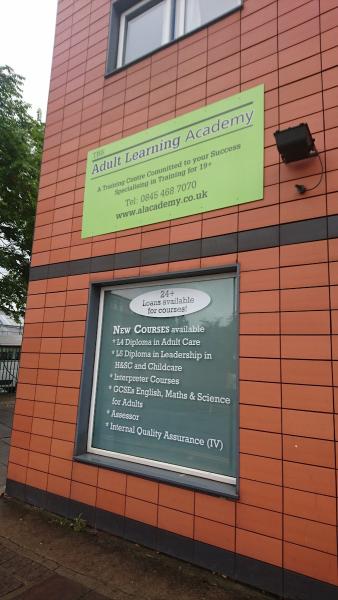 THE
Adult Learning Academy
A Training Centre Committed to your Success
Specialising in Training for 19+
Tel: 0845 468 7070
www.alacademy.co.uk
24+
Loans available
for courses!
NEW COURSES available
* L4 Diploma in Adult Care
* L5 Diploma in Leadership in
H&SC and Childcare
* Interpreter Courses
* GCSEs English, Maths & Science
for Adults
* Assessor
* Internal Quality Assurance (IV)